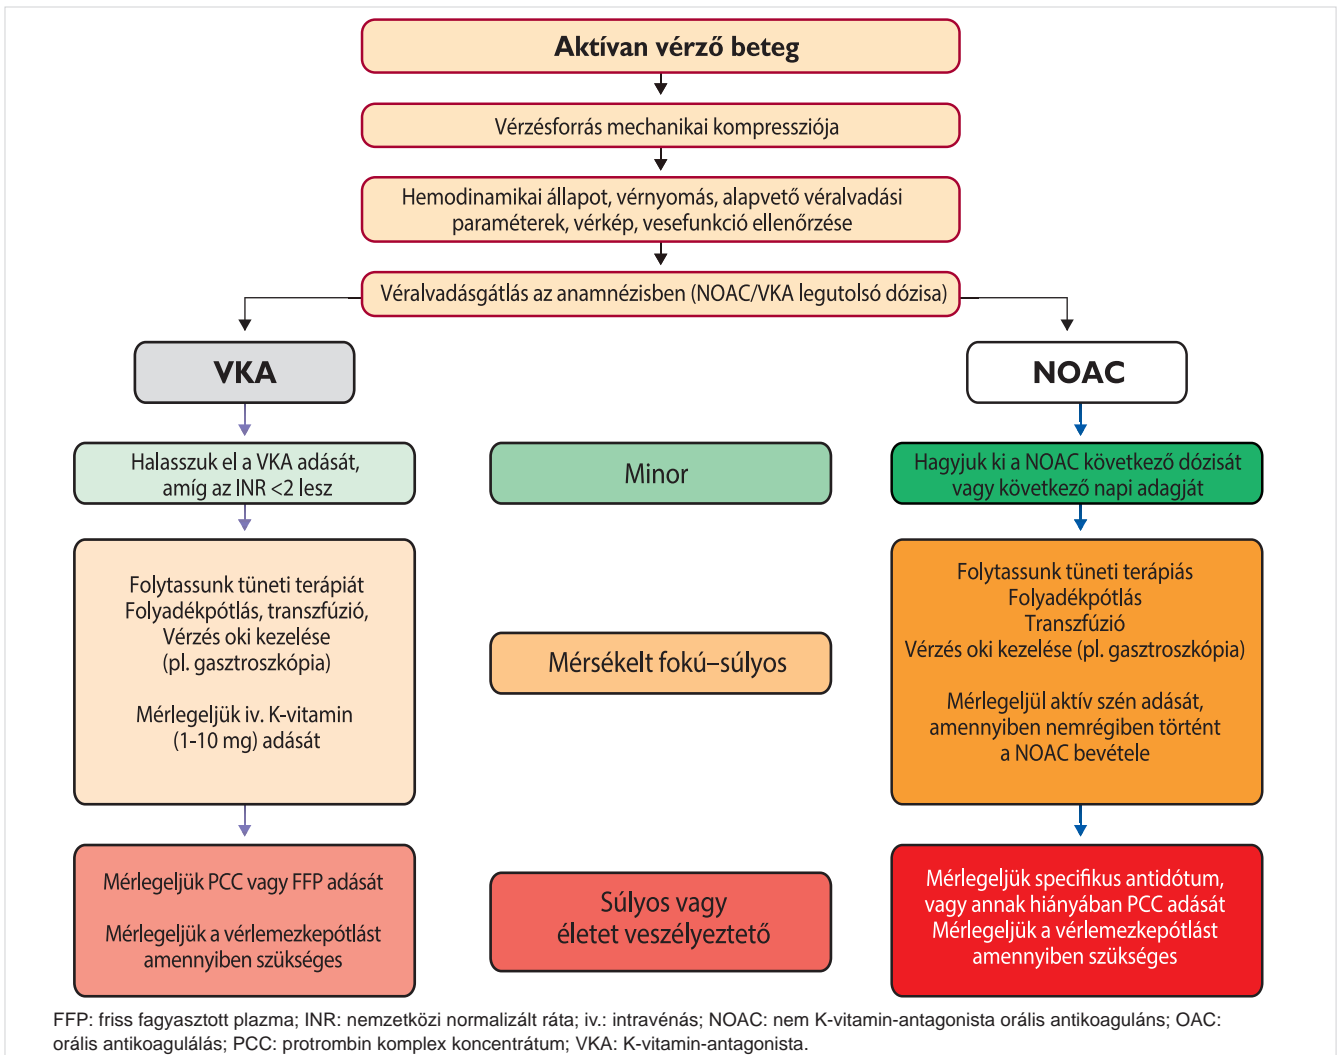 Aktívan vérző beteg
Vérzésforrás mechanikai kompressziója
Hemodinamikai állapot, vérnyomás, alapvető véralvadási
paraméterek, vérkép, vesefunkció ellenőrzése
Véralvadásgátlás az anamnézisben (NOAC/VKA legutolsó dózisa)
VKA
NOAC
Halasszuk el a VKA adását,
amíg az INR <2 lesz
Minor
Hagyjuk ki a NOAC következő dózisát
vagy következő napi adagját
Folytassunk tüneti terápiát
Folyadékpótlás, transzfúzió,
Vérzés oki kezelése
(pl. gasztroszkópia)
Mérlegeljük iv. K-vitamin
(1-10 mg) adását
Mérsékelt fokú–súlyos
Folytassunk tüneti terápiás
Folyadékpótlás
Transzfúzió
Vérzés oki kezelése (pl. gasztroszkópia)
Mérlegeljül aktív szén adását,
amennyiben nemrégiben történt
a NOAC bevétele
Mérlegeljük PCC vagy FFP adását
Mérlegeljük a vérlemezkepótlást
amennyiben szükséges
Súlyos vagy
életet veszélyeztető
Mérlegeljük specifikus antidótum,
vagy annak hiányában PCC adását
Mérlegeljük a vérlemezkepótlást
amennyiben szükséges
FFP: friss fagyasztott plazma; INR: nemzetközi normalizált ráta; iv.: intravénás; NOAC: nem K-vitamin-antagonista orális antikoaguláns; OAC:
orális antikoagulálás; PCC: protrombin komplex koncentrátum; VKA: K-vitamin-antagonista.